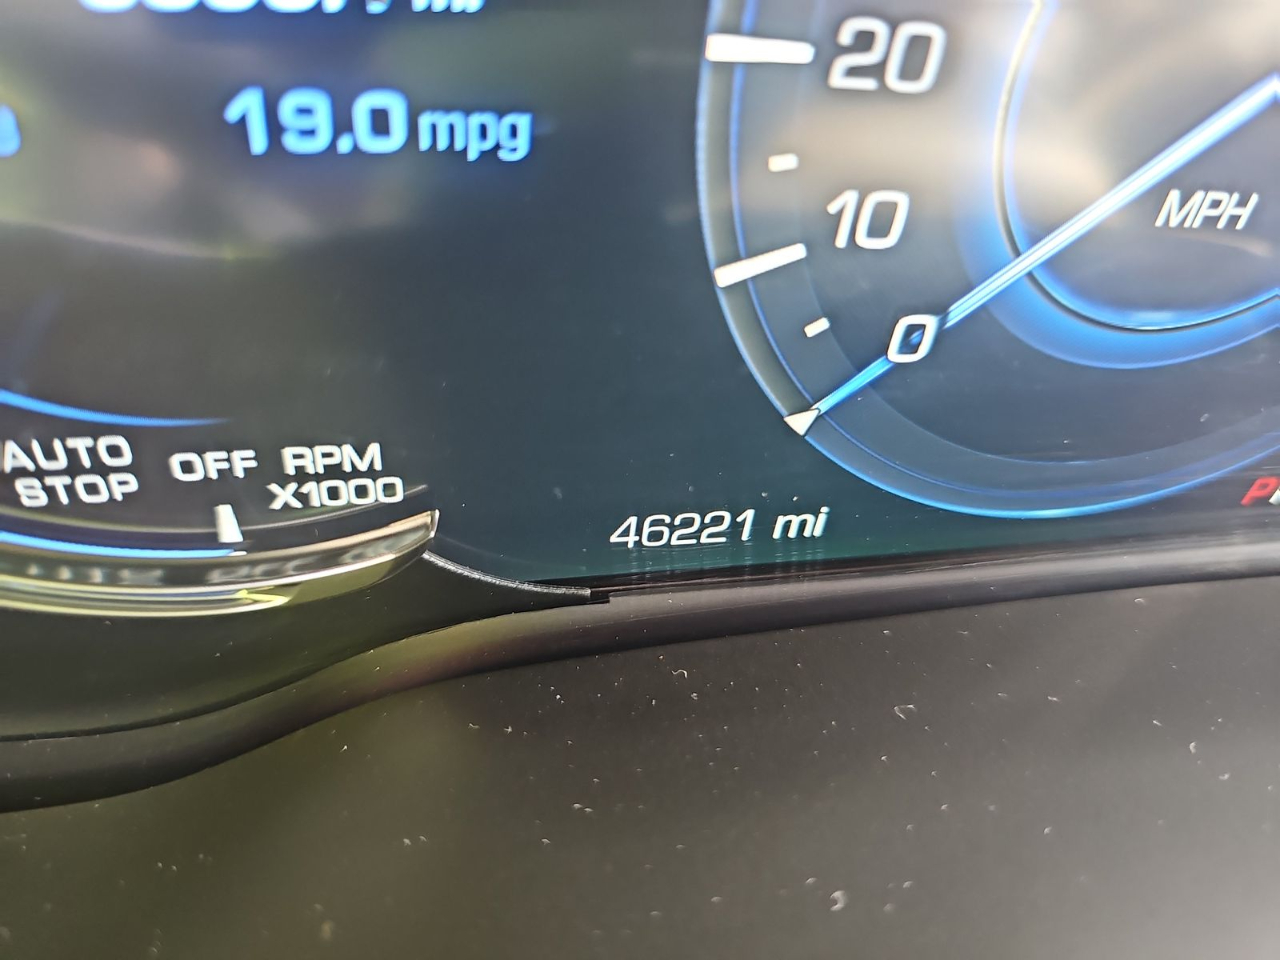 19.0 mpg
20
10
MPH
0
AUTO STOP
OFF
RPM X1000
46221 mi